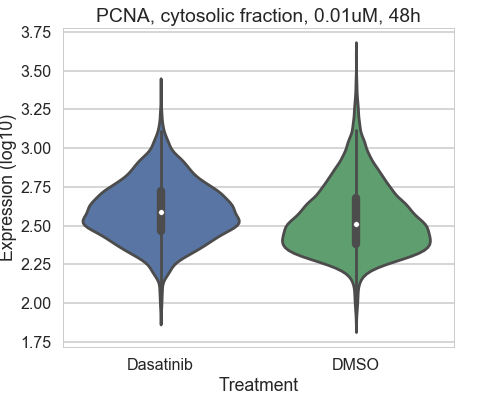 PCNA, cytosolic fraction, 0.01uM, 48h
Expression (log10)
3.75
3.50
3.25
3.00
2.75
2.50
2.25
2.00
1.75
Dasatinib
DMSO
Treatment